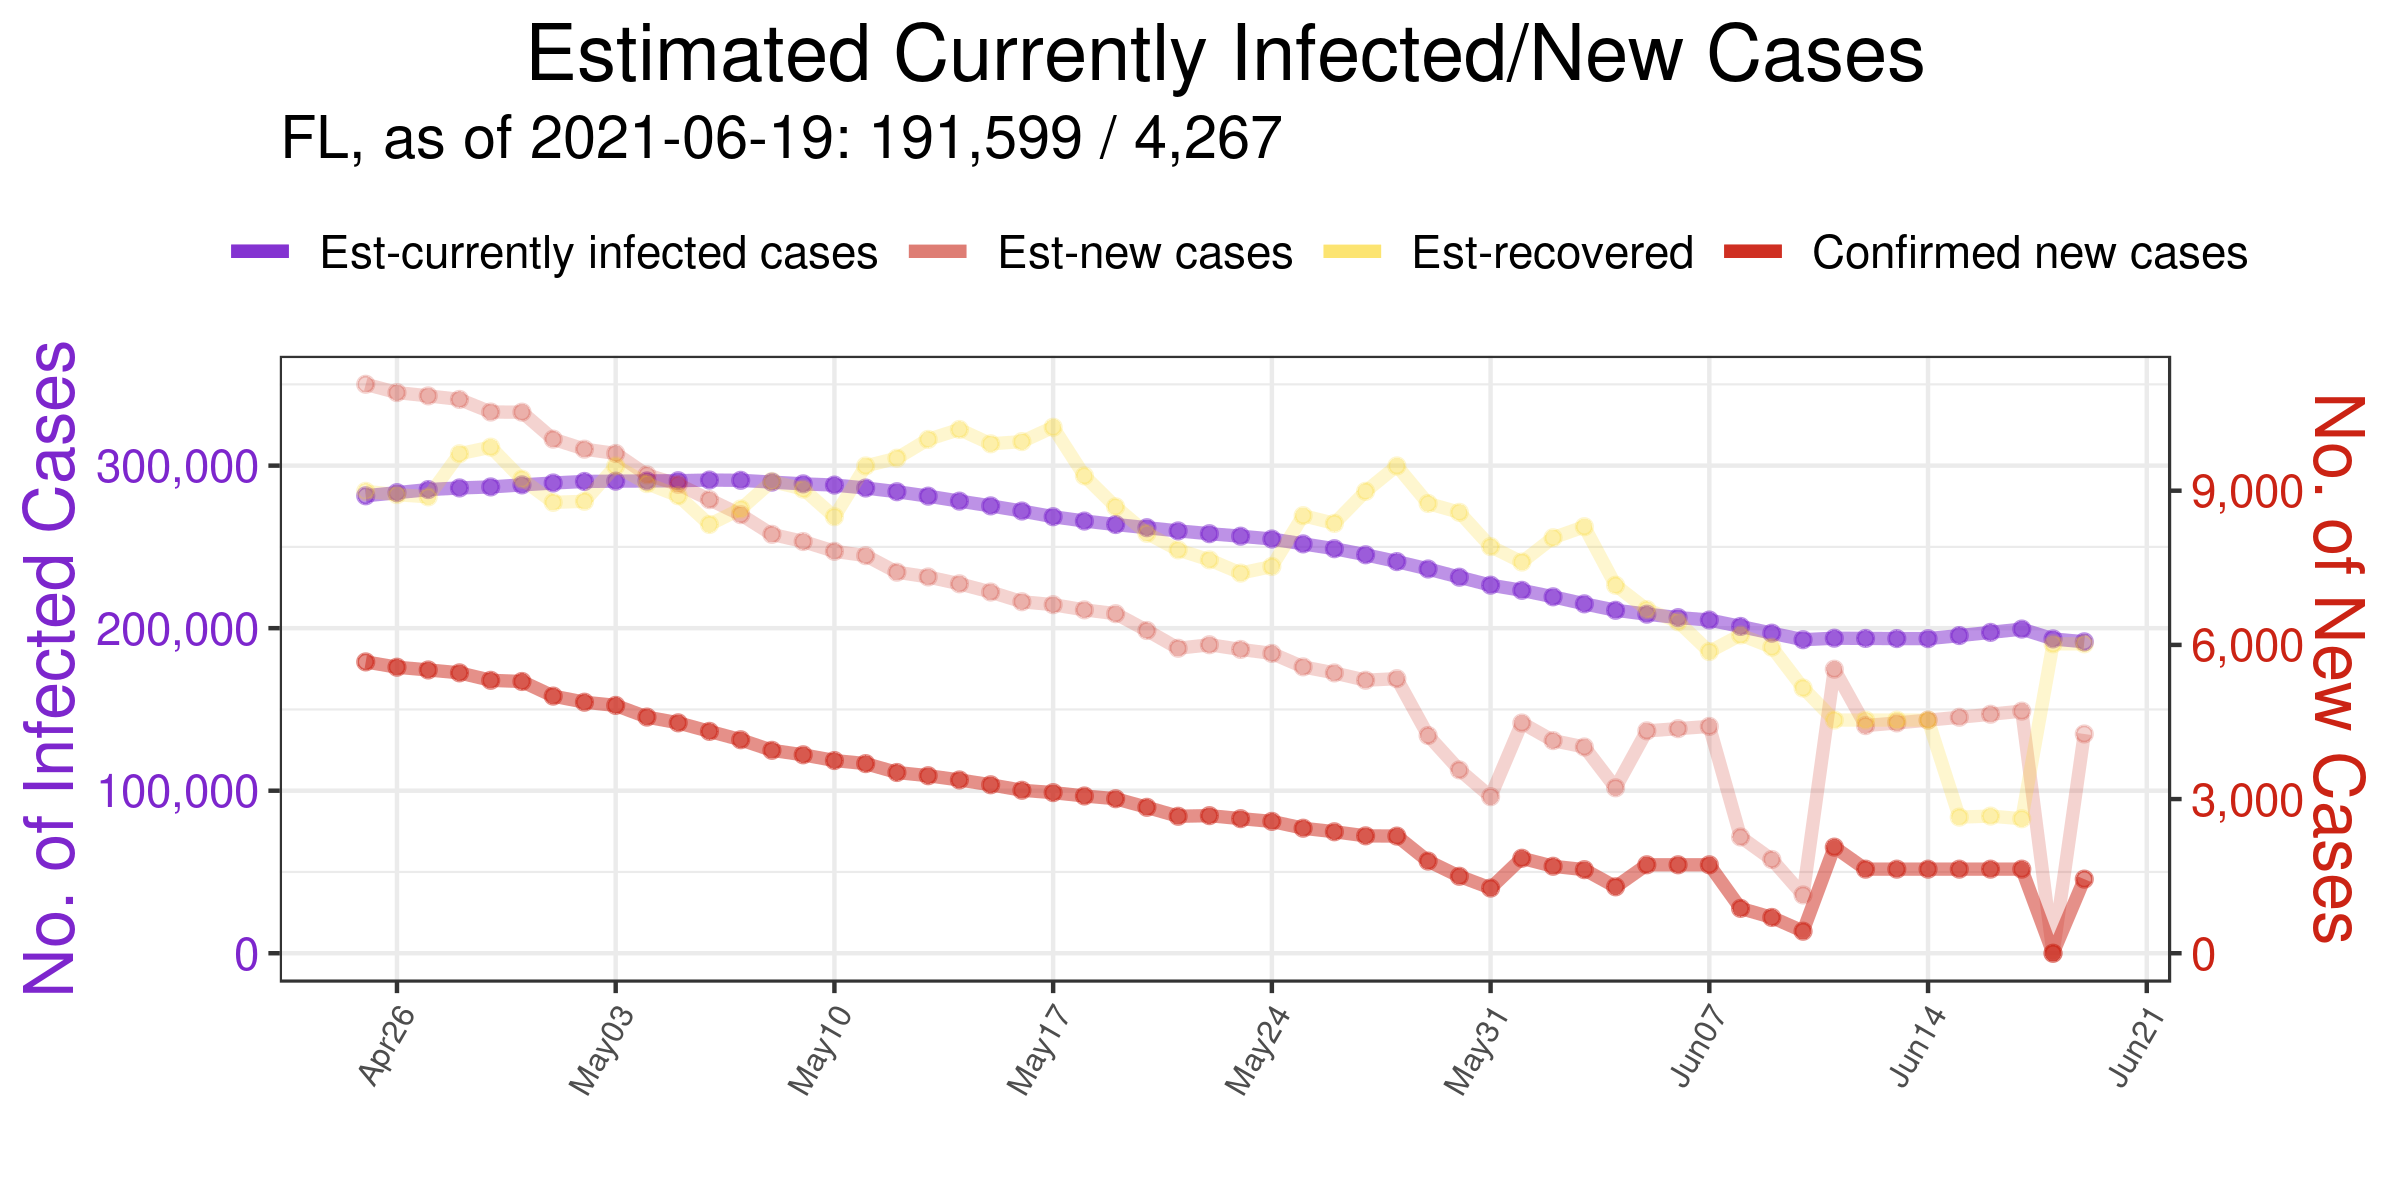 Estimated Currently Infected/New Cases
FL, as of 2021-06-19: 191,599 / 4,267
Est-currently infected cases Est-new cases Est-recovered Confirmed new cases
No. of Infected Cases
300,000
200,000
100,000
0
9,000
6,000
3,000
0
No. of New Cases
Apr26 May03 May10 May17 May24 May31 Jun07 Jun14 Jun21